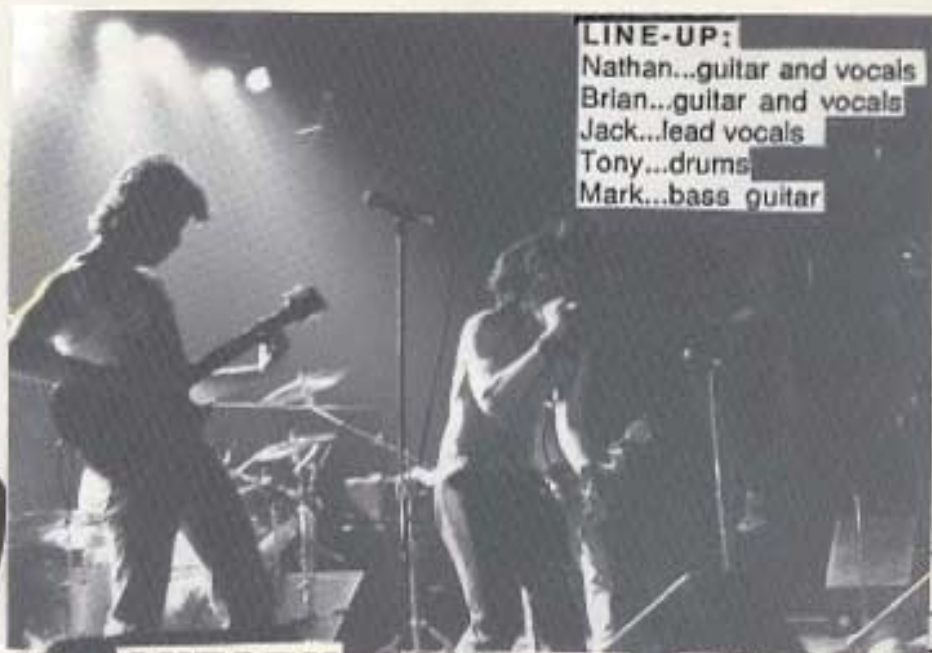 LINE-UP:
Nathan...guitar and vocals
Brian...guitar and vocals
Jack...lead vocals
Tony...drums
Mark...bass guitar